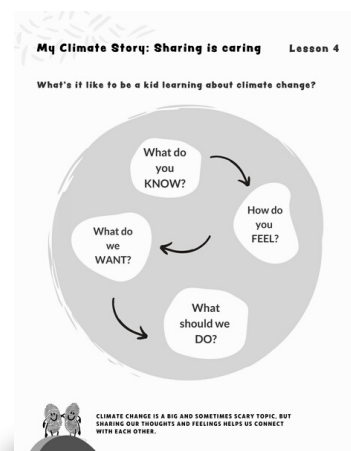 My Climate Story: Sharing is caring
Lesson 4
What's it like to be a kid learning about climate change?
What do
you
KNOW?
How do
you
FEEL?
What do
we
WANT?
What
should we
DO?
CLIMATE CHANGE IS A BIG AND SOMETIMES SCARY TOPIC, BUT
SHARING OUR THOUGHTS AND FEELINGS HELPS US CONNECT
WITH EACH OTHER.